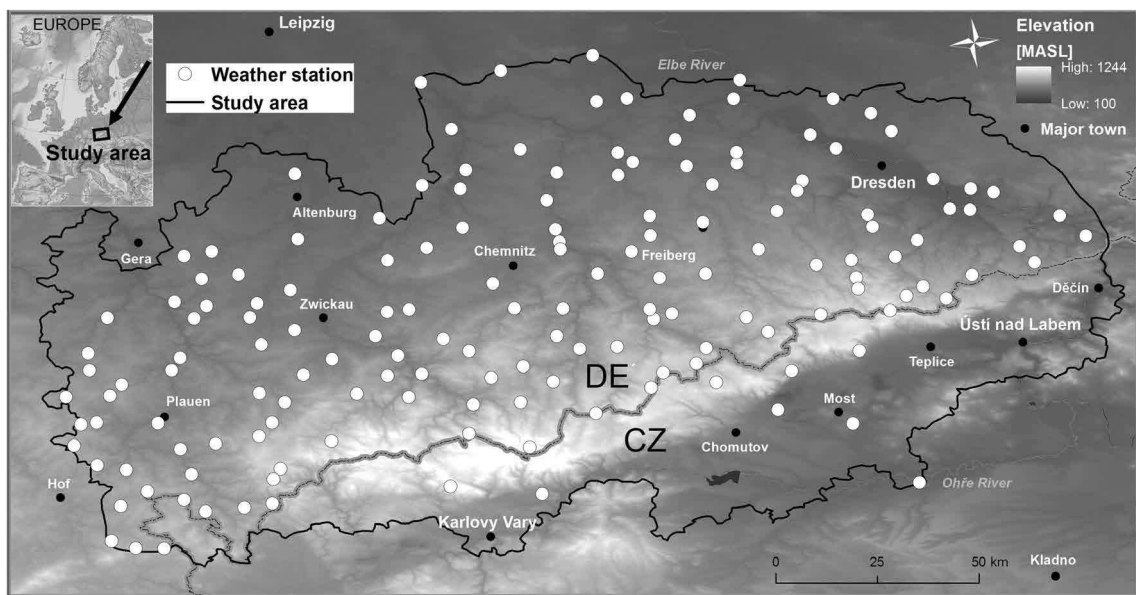 EUROPE
Study area
Leipzig
Weather station
Study area
Elbe River
Elevation
[MASL]
High: 1244
Low: 100
Major town
Dresden
Altenburg
Gera
Chemnitz
Freiberg
Zwickau
Děčín
Ústí nad Labem
Teplice
DE
Most
Plauen
CZ
Chomutov
Hof
Ohře River
Karlovy Vary
Kladno
0 25 50 km